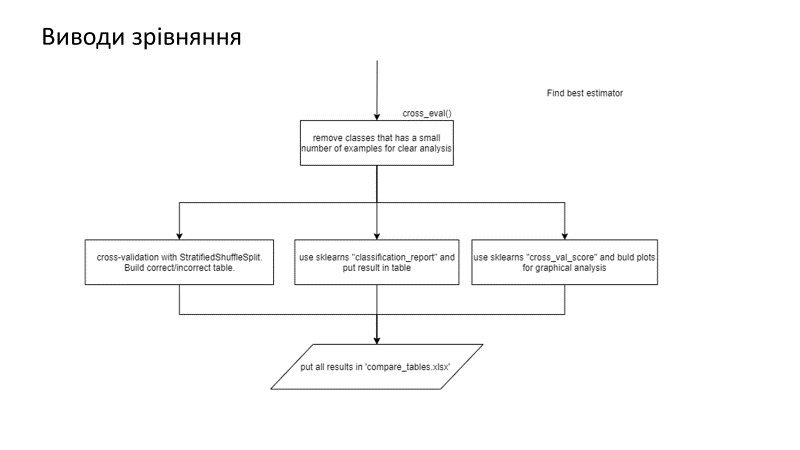 Виводи зрівняння
Find best estimator
cross_eval()
remove classes that has a small
number of examples for clear analysis
cross-validation with StratifiedShuffleSplit.
Build correct/incorrect table.
use sklearns "classification_report" and
put result in table
use sklearns "cross_val_score" and buld plots
for graphical analysis
put all results in 'compare_tables.xlsx'